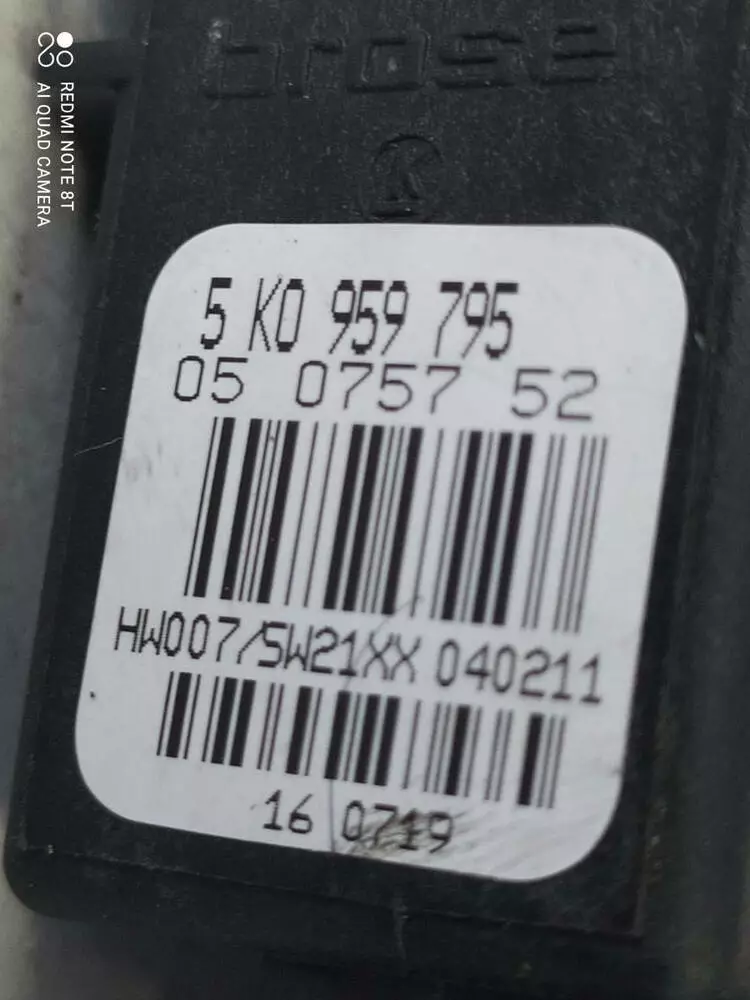 REDMI NOTE 8T
AI QUAD CAMERA
brose
K
5 K0 959 795
05 0757 52
HW007/SW21XX 040211
16 0719